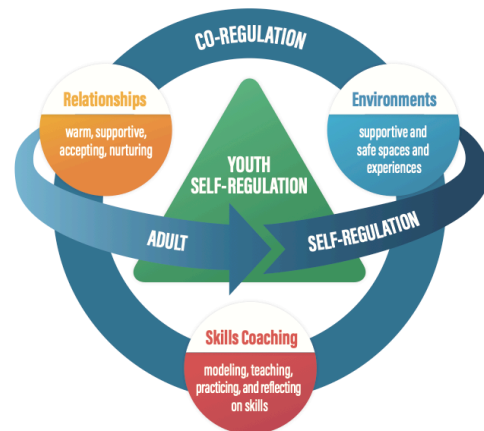 CO-REGULATION
Relationships
warm, supportive,
accepting, nurturing
Environments
supportive and
safe spaces and
experiences
YOUTH
SELF-REGULATION
ADULT
SELF-REGULATION
Skills Coaching
modeling, teaching,
practicing, and reflecting
on skills